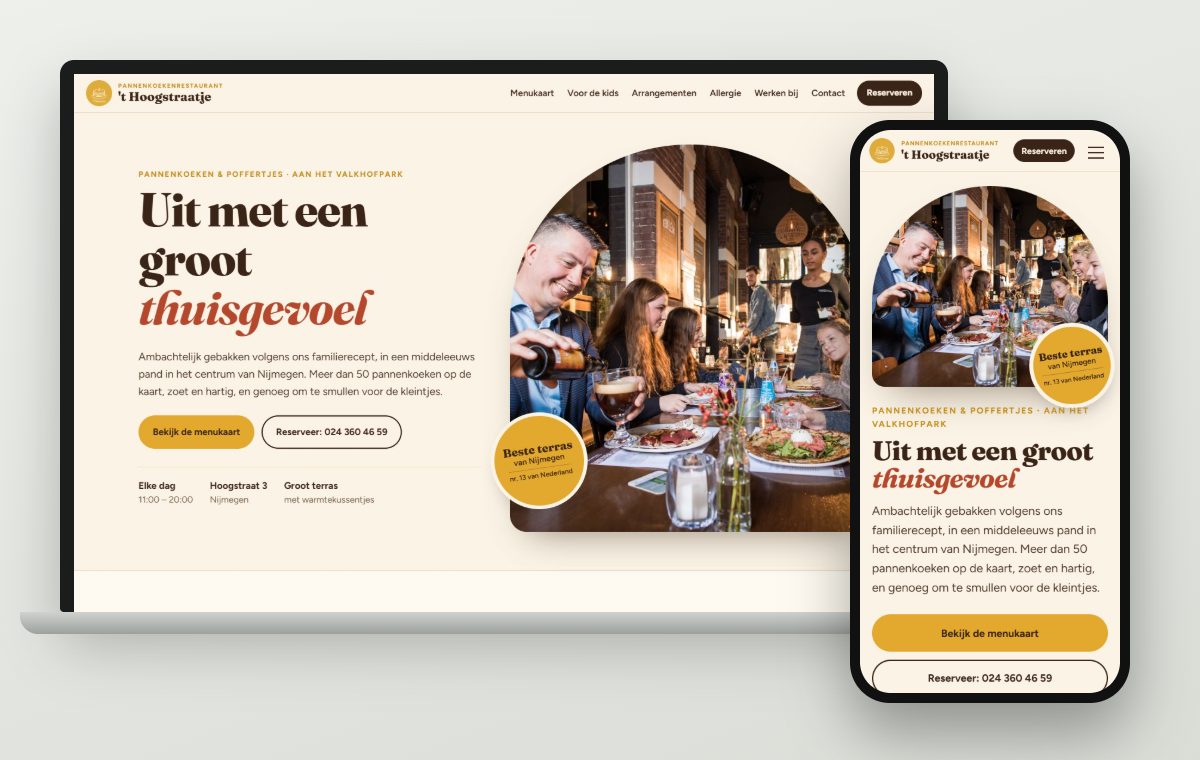 PANNENKOEKENRESTAURANT
't Hoogstraatje
Menukaart Voor de kids Arrangementen Allergie Werken bij Contact Reserveren
PANNENKOEKEN & POFFERTJES · AAN HET VALKHOFPARK
Uit met een
groot
thuisgevoel
Ambachtelijk gebakken volgens ons familierecept, in een middeleeuws
pand in het centrum van Nijmegen. Meer dan 50 pannenkoeken op de
kaart, zoet en hartig, en genoeg om te smullen voor de kleintjes.
Bekijk de menukaart Reserveer: 024 360 46 59
Elke dag Hoogstraat 3 Groot terras
11:00 – 20:00 Nijmegen met warmtekussentjes
Beste terras
van Nijmegen
nr. 13 van Nederland
PANNENKOEKENRESTAURANT
't Hoogstraatje
Reserveren
Beste terras
van Nijmegen
nr. 13 van Nederland
PANNENKOEKEN & POFFERTJES · AAN HET
VALKHOFPARK
Uit met een groot
thuisgevoel
Ambachtelijk gebakken volgens ons
familierecept, in een middeleeuws pand in
het centrum van Nijmegen. Meer dan 50
pannenkoeken op de kaart, zoet en hartig,
en genoeg om te smullen voor de kleintjes.
Bekijk de menukaart
Reserveer: 024 360 46 59